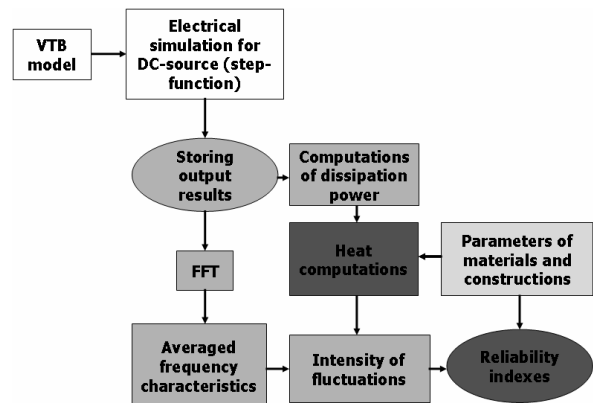 VTB
model
Electrical
simulation for
DC-source (step-
function)
Storing
output
results
Computations
of dissipation
power
FFT
Heat
computations
Parameters of
materials and
constructions
Averaged
frequency
characteristics
Intensity of
fluctuations
Reliability
indexes